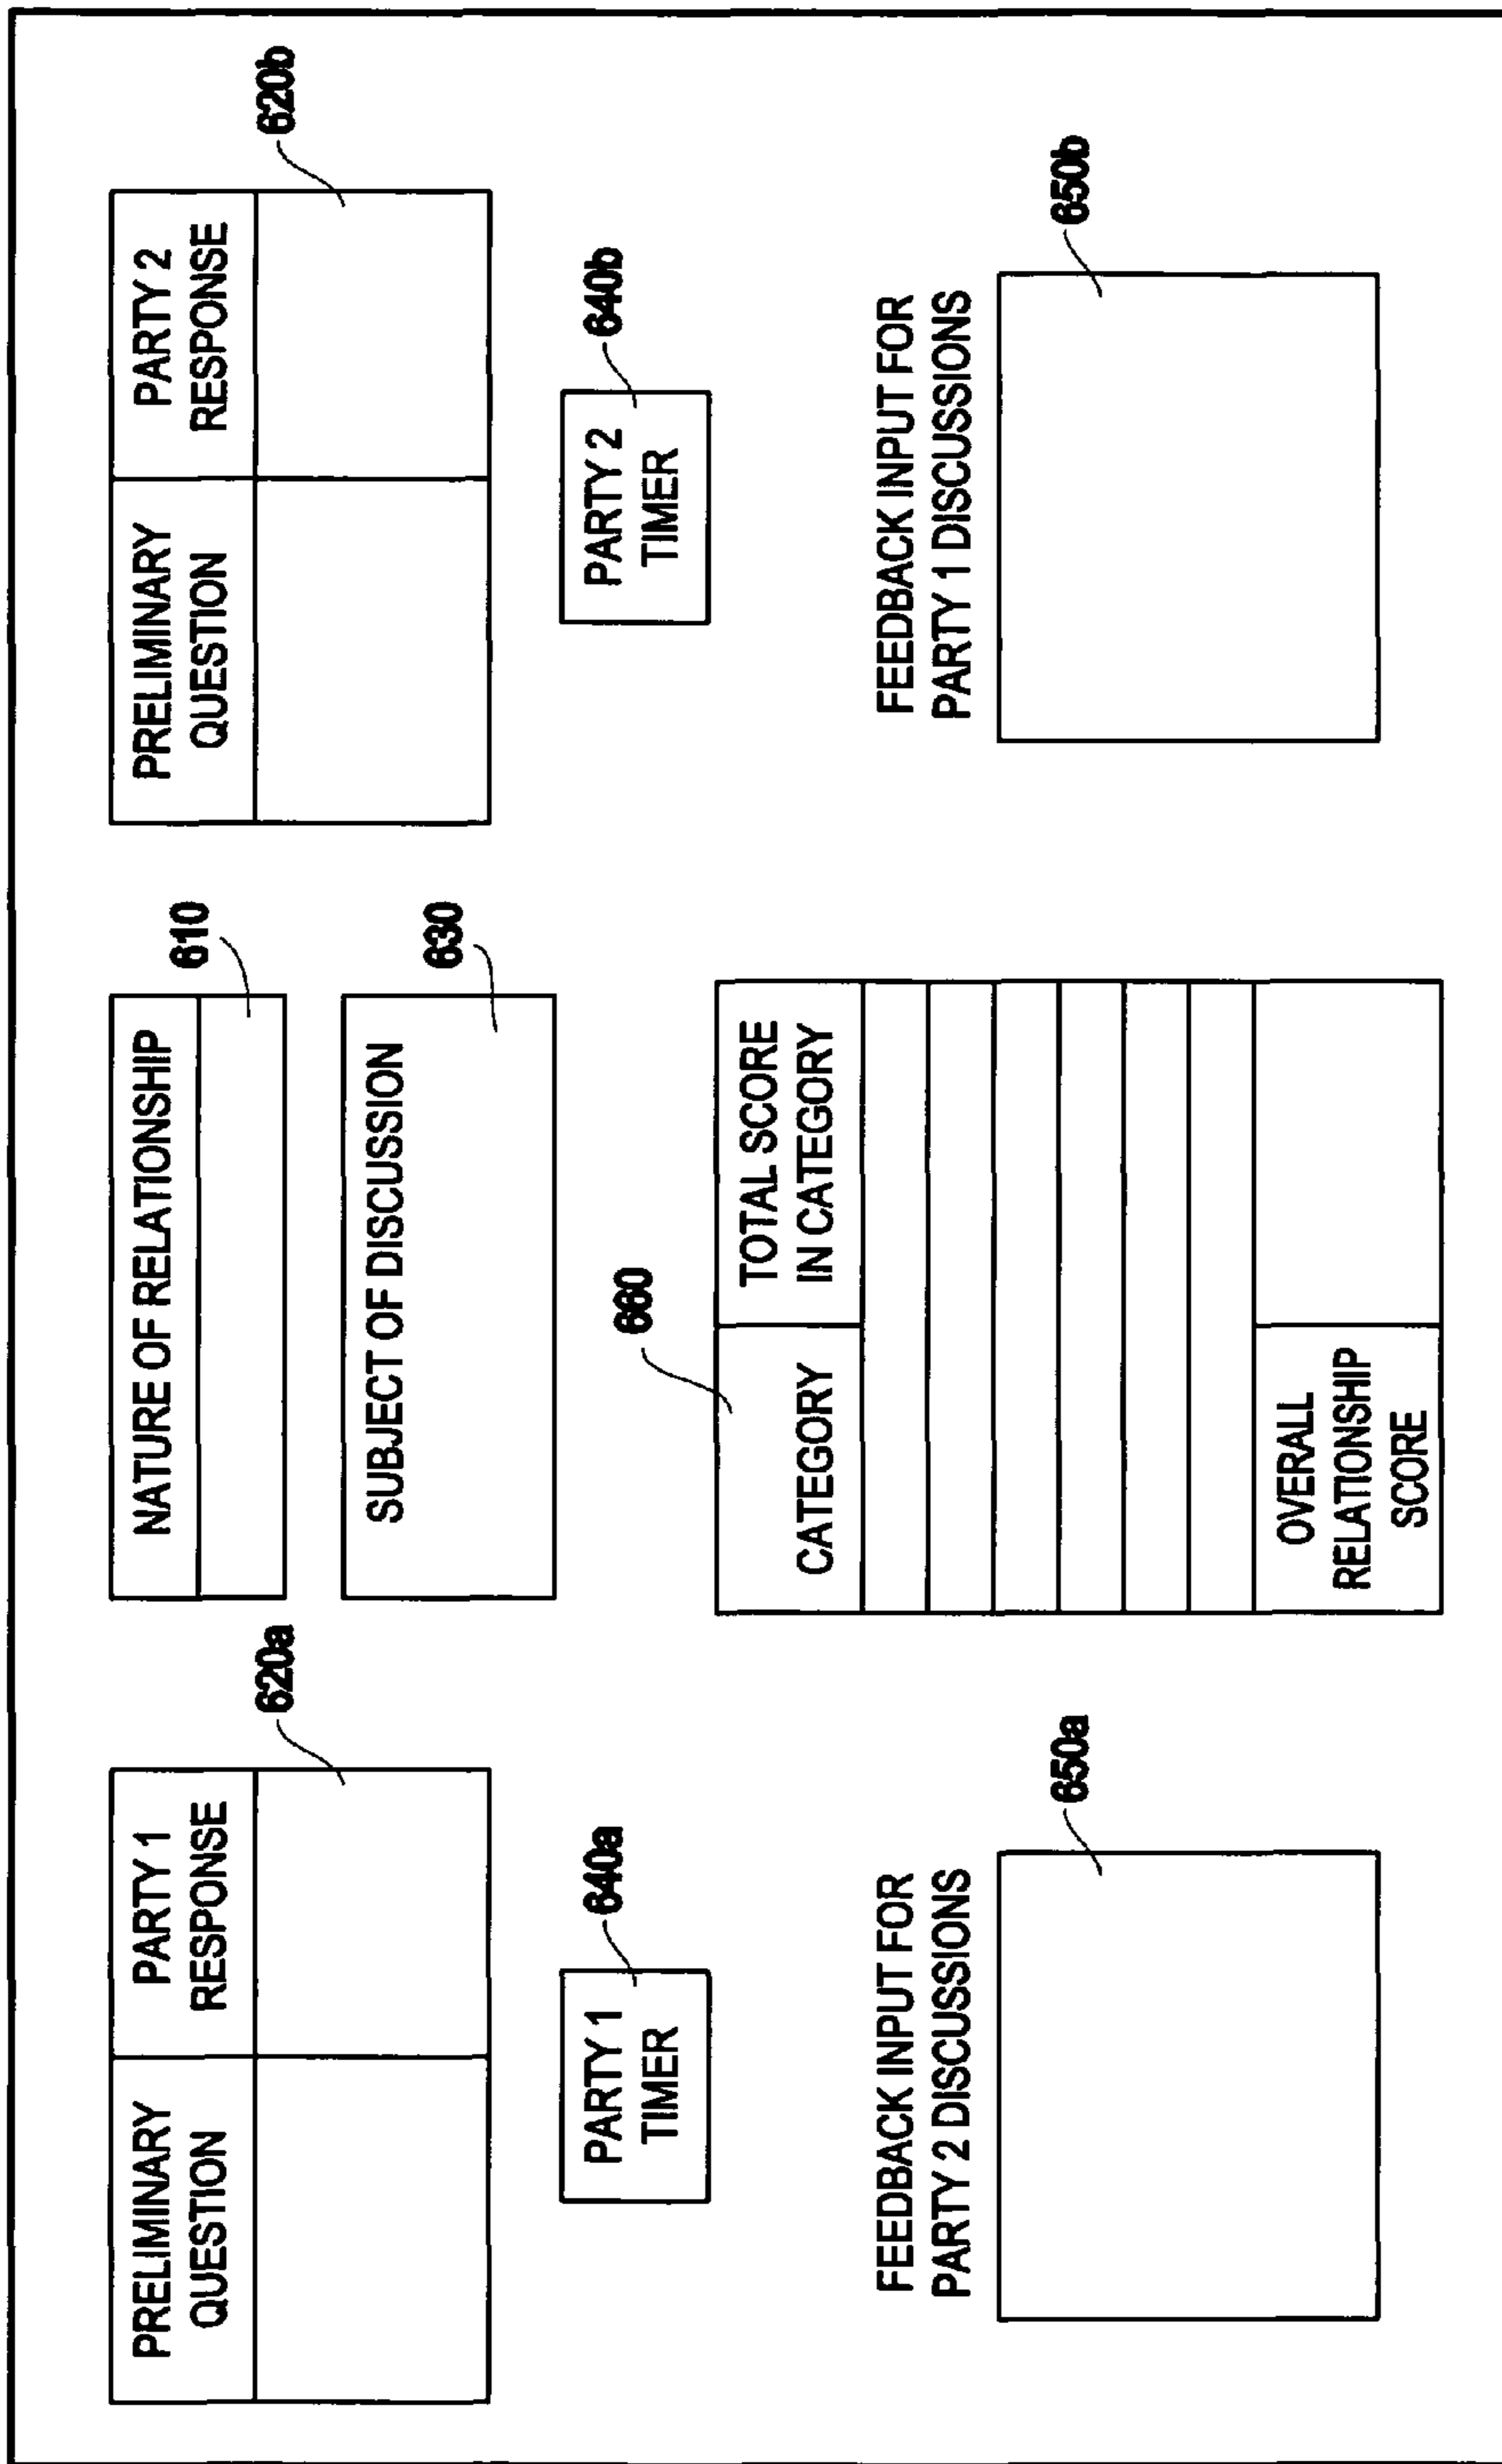 PRELIMINARY
QUESTION
PARTY 1
RESPONSE
620a
PARTY 1
TIMER
640a
FEEDBACK INPUT FOR
PARTY 2 DISCUSSIONS
650a
NATURE OF RELATIONSHIP
610
SUBJECT OF DISCUSSION
630
660
CATEGORY
TOTAL SCORE
IN CATEGORY
OVERALL
RELATIONSHIP
SCORE
PRELIMINARY
QUESTION
PARTY 2
RESPONSE
620b
PARTY 2
TIMER
640b
FEEDBACK INPUT FOR
PARTY 1 DISCUSSIONS
650b